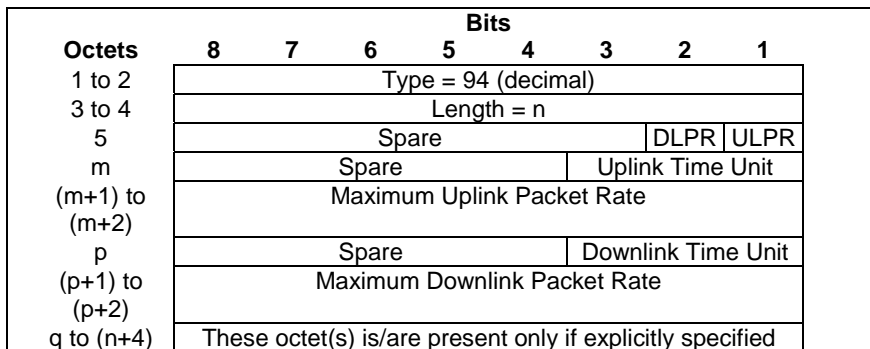 Bits
Octets 8 7 6 5 4 3 2 1
1 to 2 Type = 94 (decimal)
3 to 4 Length = n
5 Spare DLPR ULPR
m Spare Uplink Time Unit
(m+1) to Maximum Uplink Packet Rate
(m+2)
p Spare Downlink Time Unit
(p+1) to Maximum Downlink Packet Rate
(p+2)
q to (n+4) These octet(s) is/are present only if explicitly specified